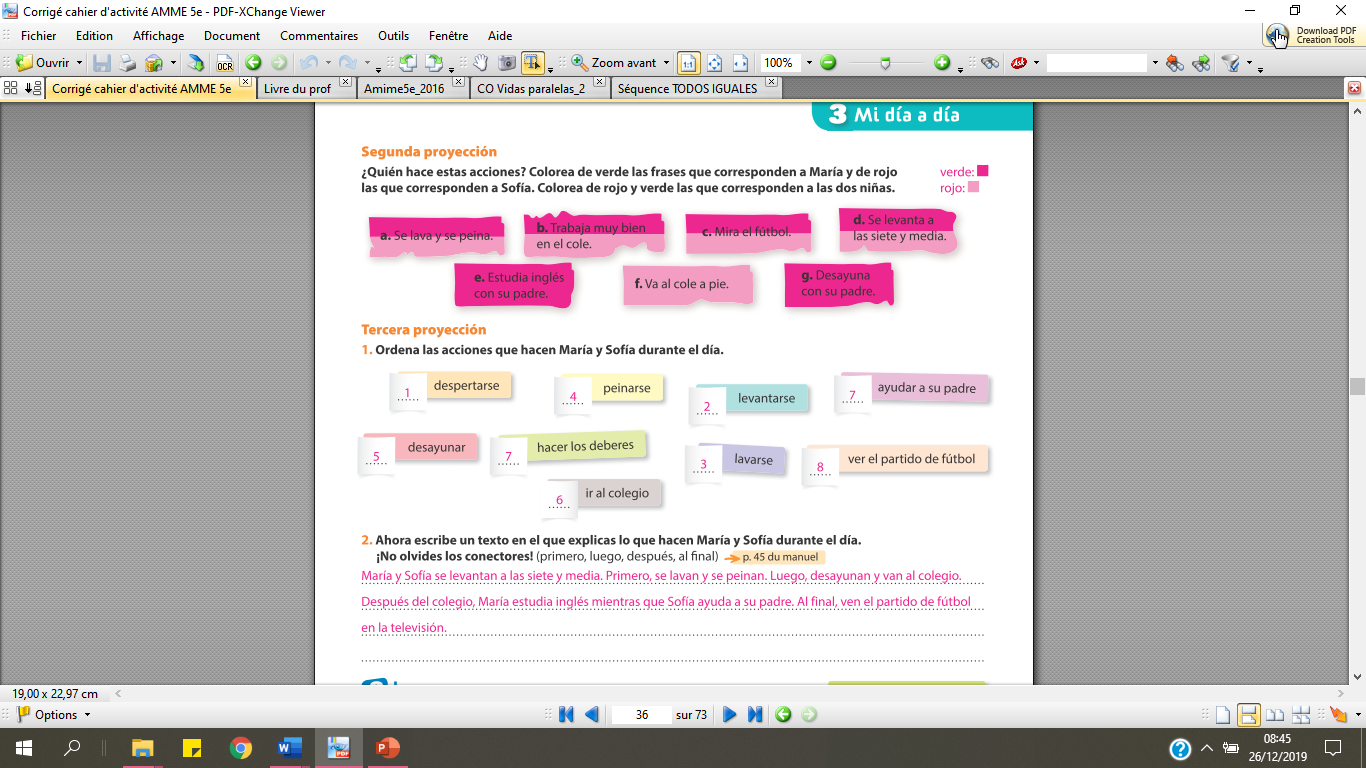 Corrigé cahier d'activité AMME 5e - PDF-XChange Viewer
Fichier Edition Affichage Document Commentaires Outils Fenêtre Aide
Download PDF
Creation Tools
Ouvrir OCR Zoom avant 1:1 100%
Corrigé cahier d'activité AMME 5e Livre du prof Amime5e_2016 CO Vidas paralelas_2 Séquence TODOS IGUALES
3 Mi día a día
Segunda proyección
¿Quién hace estas acciones? Colorea de verde las frases que corresponden a María y de rojo verde:
las que corresponden a Sofía. Colorea de rojo y verde las que corresponden a las dos niñas. rojo:
a. Se lava y se peina.
b. Trabaja muy bien
en el cole.
c. Mira el fútbol.
d. Se levanta a
las siete y media.
e. Estudia inglés
con su padre.
f. Va al cole a pie.
g. Desayuna
con su padre.
Tercera proyección
1. Ordena las acciones que hacen María y Sofía durante el día.
1 despertarse
4 peinarse
2 levantarse
7 ayudar a su padre
5 desayunar
7 hacer los deberes
3 lavarse
8 ver el partido de fútbol
6 ir al colegio
2. Ahora escribe un texto en el que explicas lo que hacen María y Sofía durante el día.
¡No olvides los conectores! (primero, luego, después, al final) p. 45 du manuel
María y Sofía se levantan a las siete y media. Primero, se lavan y se peinan. Luego, desayunan y van al colegio.
Después del colegio, María estudia inglés mientras que Sofía ayuda a su padre. Al final, ven el partido de fútbol
en la televisión.
19,00 x 22,97 cm
Options 36 sur 73
08:45
26/12/2019